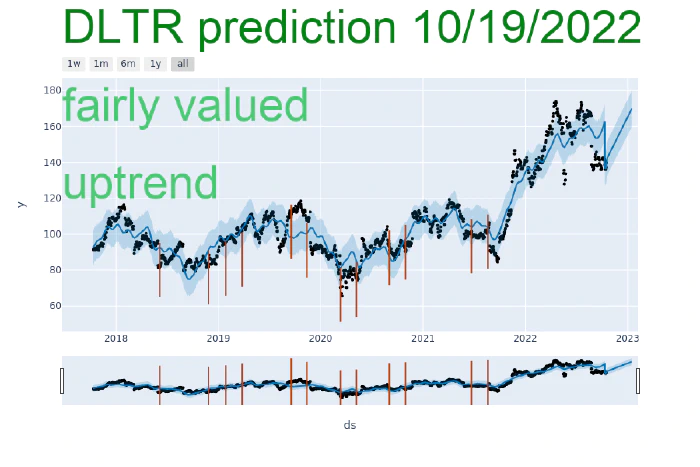 DLTR prediction 10/19/2022
1w 1m 6m 1y all
180
fairly valued
160
140
uptrend
120
y
100
80
60
2018 2019 2020 2021 2022 2023
ds